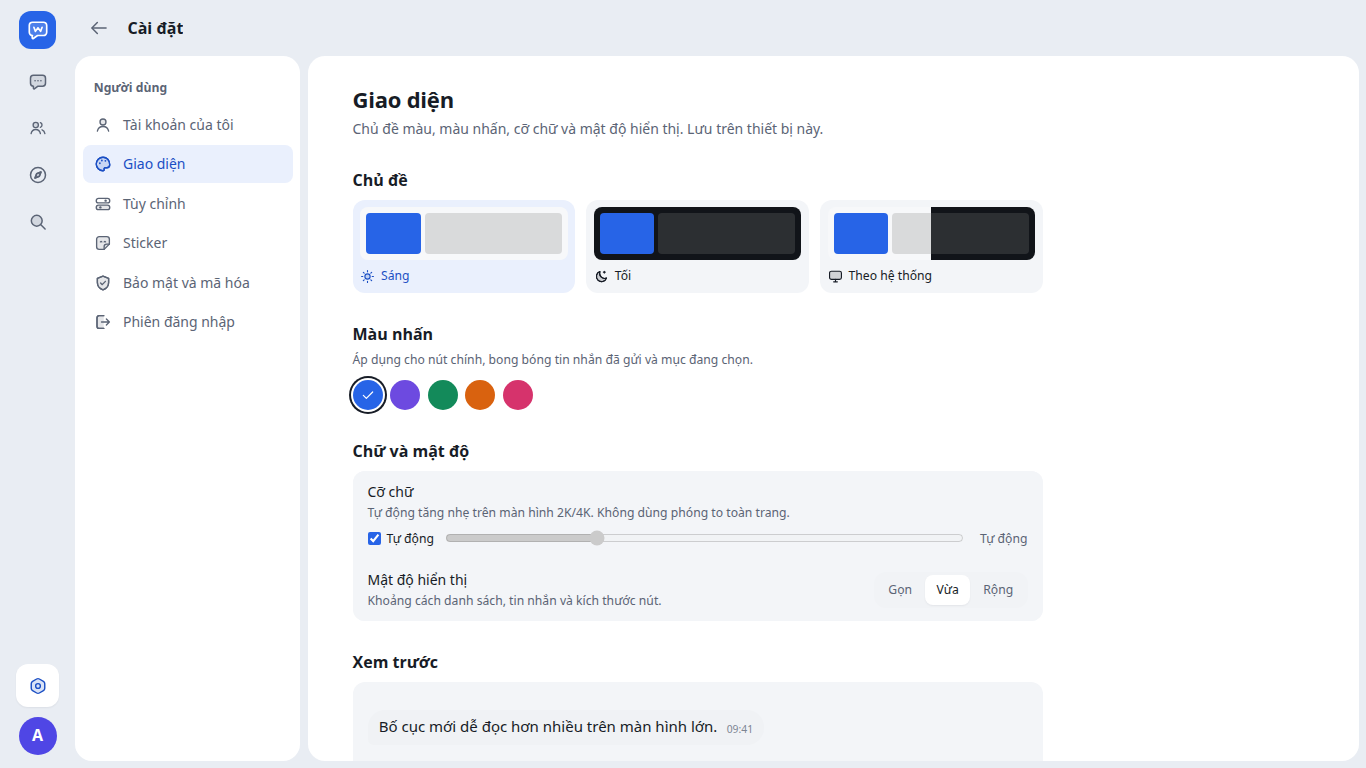 Cài đặt
Người dùng
Tài khoản của tôi
Giao diện
Tùy chỉnh
Sticker
Bảo mật và mã hóa
Phiên đăng nhập
A
Giao diện
Chủ đề màu, màu nhấn, cỡ chữ và mật độ hiển thị. Lưu trên thiết bị này.
Chủ đề
Sáng
Tối
Theo hệ thống
Màu nhấn
Áp dụng cho nút chính, bong bóng tin nhắn đã gửi và mục đang chọn.
Chữ và mật độ
Cỡ chữ
Tự động tăng nhẹ trên màn hình 2K/4K. Không dùng phóng to toàn trang.
Tự động
Tự động
Mật độ hiển thị
Khoảng cách danh sách, tin nhắn và kích thước nút.
Gọn
Vừa
Rộng
Xem trước
Bố cục mới dễ đọc hơn nhiều trên màn hình lớn. 09:41